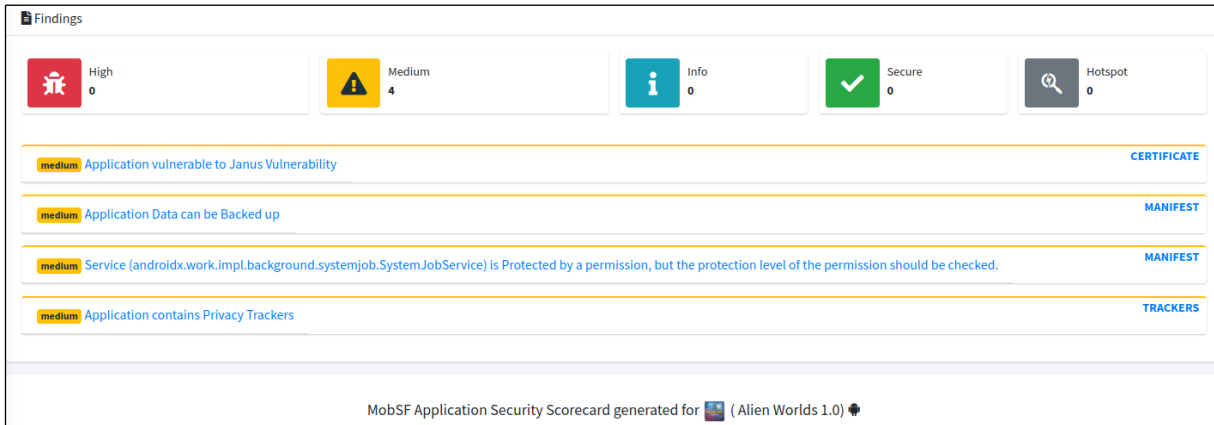 Findings
High
0
Medium
4
Info
0
Secure
0
Hotspot
0
medium Application vulnerable to Janus Vulnerability CERTIFICATE
medium Application Data can be Backed up MANIFEST
medium Service (androidx.work.impl.background.systemjob.SystemJobService) is Protected by a permission, but the protection level of the permission should be checked. MANIFEST
medium Application contains Privacy Trackers TRACKERS
MobSF Application Security Scorecard generated for ( Alien Worlds 1.0)